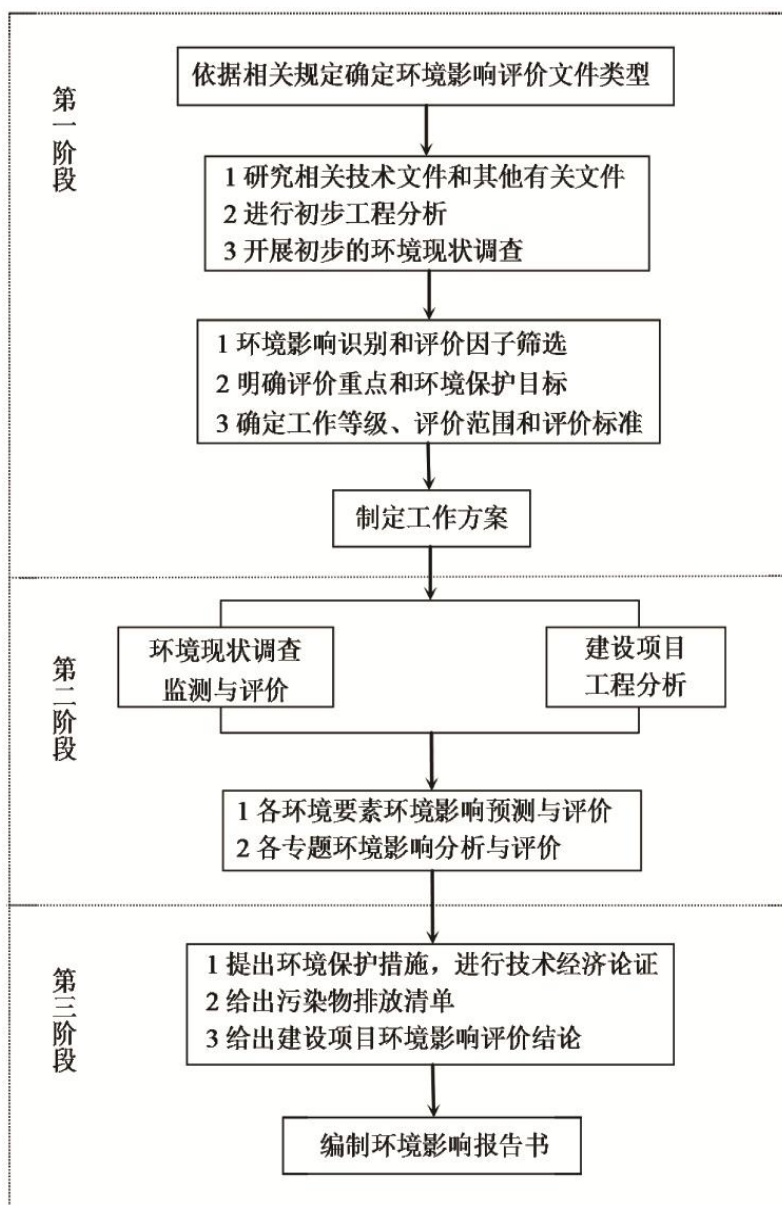 第一阶段
依据相关规定确定环境影响评价文件类型
1 研究相关技术文件和其他有关文件
2 进行初步工程分析
3 开展初步的环境现状调查
1 环境影响识别和评价因子筛选
2 明确评价重点和环境保护目标
3 确定工作等级、评价范围和评价标准
制定工作方案
第二阶段
环境现状调查
监测与评价
建设项目
工程分析
1 各环境要素环境影响预测与评价
2 各专题环境影响分析与评价
第三阶段
1 提出环境保护措施，进行技术经济论证
2 给出污染物排放清单
3 给出建设项目环境影响评价结论
编制环境影响报告书